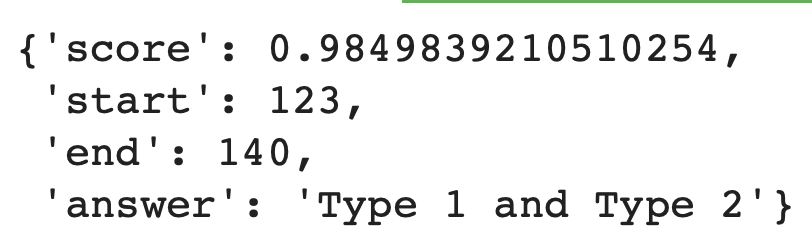 {'score': 0.9849839210510254,
'start': 123,
'end': 140,
'answer': 'Type 1 and Type 2'}